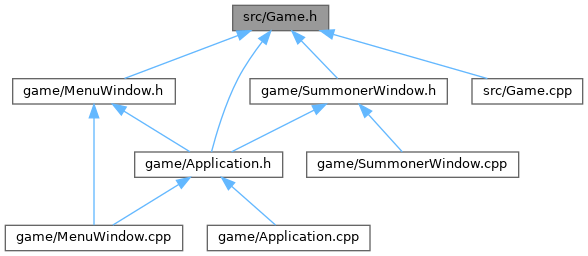 src/Game.h
game/MenuWindow.h
game/SummonerWindow.h
src/Game.cpp
game/Application.h
game/SummonerWindow.cpp
game/MenuWindow.cpp
game/Application.cpp